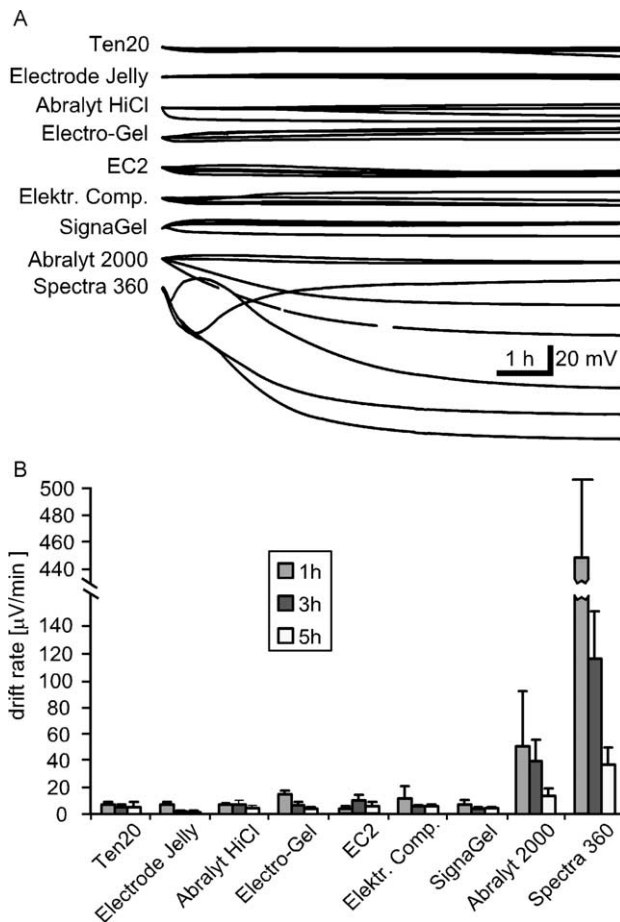 A
Ten20
Electrode Jelly
Abralyt HiCl
Electro-Gel
EC2
Elektr. Comp.
SignaGel
Abralyt 2000
Spectra 360
1 h
20 mV
B
drift rate [µV/min ]
500
480
460
440
140
120
100
80
60
40
20
0
1h
3h
5h
Ten20
Electrode Jelly
Abralyt HiCl
Electro-Gel
EC2
Elektr. Comp.
SignaGel
Abralyt 2000
Spectra 360